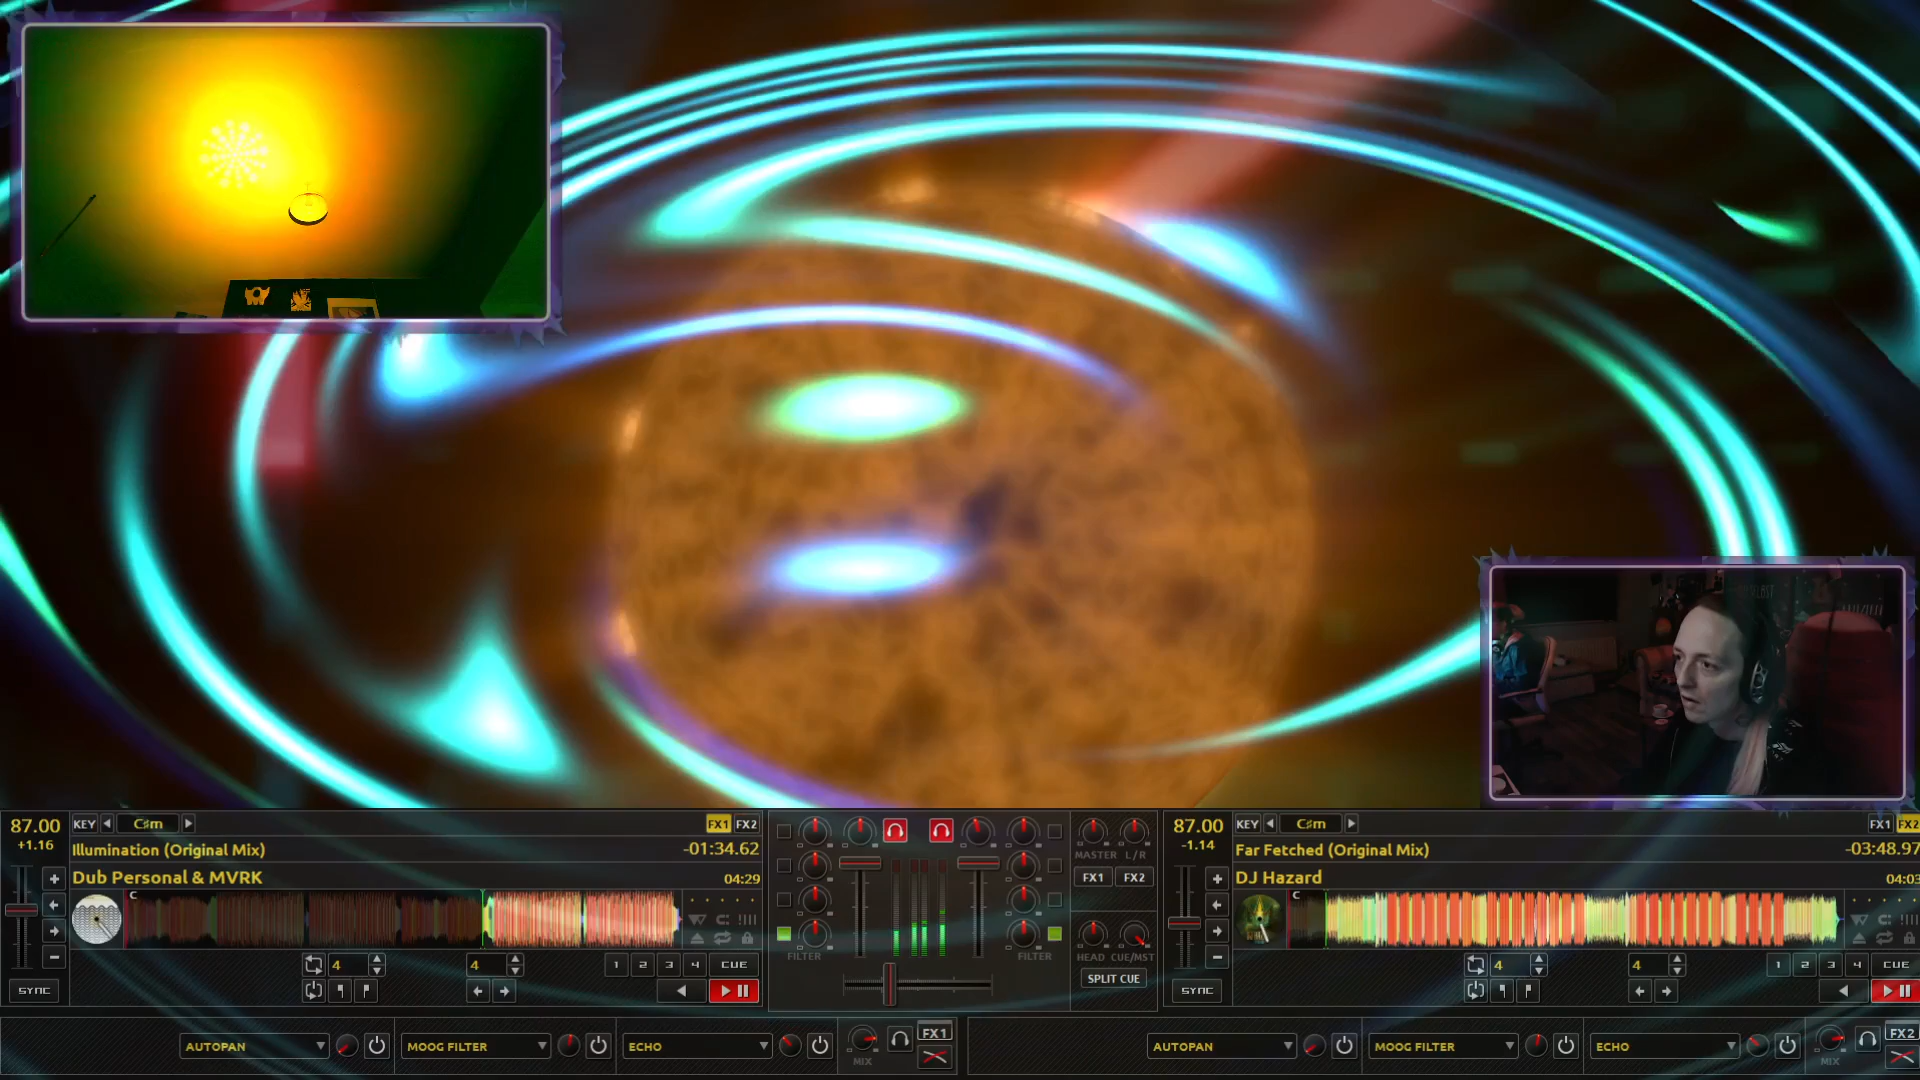 87.00
+1.16
KEY
C#m
FX1 FX2
Illumination (Original Mix)
-01:34.62
Dub Personal & MVRK
04:29
C
4
4
1 2 3 4 CUE
SYNC
FILTER
FILTER
MASTER L/R
FX1 FX2
HEAD CUE/MST
SPLIT CUE
87.00
-1.14
KEY
C#m
FX1 FX2
Far Fetched (Original Mix)
-03:48.97
DJ Hazard
04:03
C
4
4
1 2 3 4 CUE
SYNC
AUTOPAN
MOOG FILTER
ECHO
MIX
FX1
AUTOPAN
MOOG FILTER
ECHO
MIX
FX2